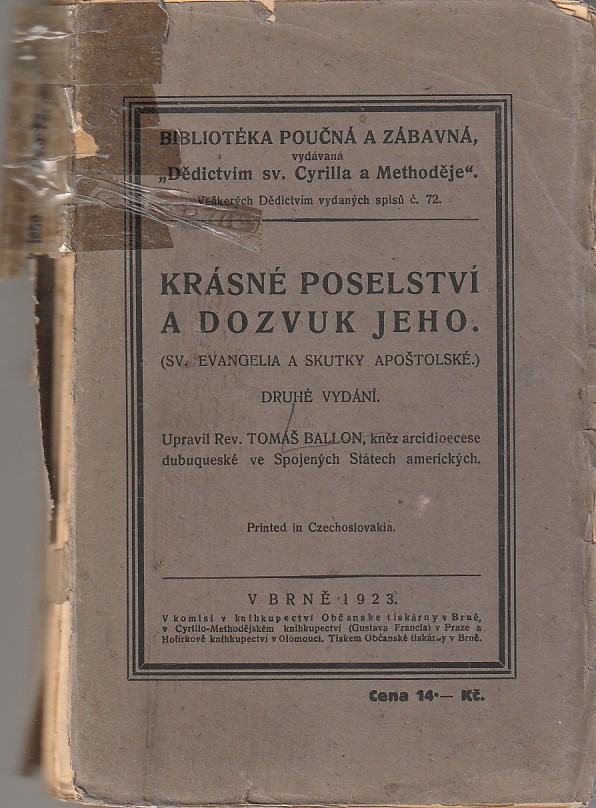 BIBLIOTÉKA POUČNÁ A ZÁBAVNÁ,
vydávaná
„Dědictvím sv. Cyrilla a Methoděje“.
Veškerých Dědictvím vydaných spisů č. 72.
KRÁSNÉ POSELSTVÍ
A DOZVUK JEHO.
(SV. EVANGELIA A SKUTKY APOŠTOLSKÉ.)
DRUHÉ VYDÁNÍ.
Upravil Rev. TOMÁŠ BALLON, kněz arcidioecese
dubuqueské ve Spojených Státech amerických.
Printed in Czechoslovakia.
V BRNĚ 1923.
V komisi v knihkupectví Občanské tiskárny v Brně,
v Cyrillo-Methodějském knihkupectví (Gustava Francla) v Praze a
Hofírkově knihkupectví v Olomouci. Tiskem Občanské tiskárny v Brně.
Cena 14·— Kč.